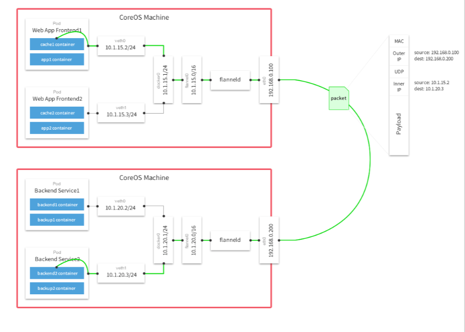 CoreOS Machine
Pod
Web App Frontend1
cache1.container
app1.container
veth0
10.1.15.2/24
docker0
10.1.15.1/24
10.1.15.0/16
flanneld
192.168.0.100
Pod
Web App Frontend2
cache2.container
app2.container
veth1
10.1.15.3/24
packet
MAC
Outer IP
source: 192.168.0.100
dest: 192.168.0.200
UDP
Inner IP
source: 10.1.15.2
dest: 10.1.20.3
Payload
CoreOS Machine
Pod
Backend Service1
backend1.container
backup1.container
veth0
10.1.20.2/24
docker0
10.1.20.1/24
10.1.20.0/16
flanneld
192.168.0.200
Pod
Backend Service2
backend2.container
backup2.container
veth1
10.1.20.3/24